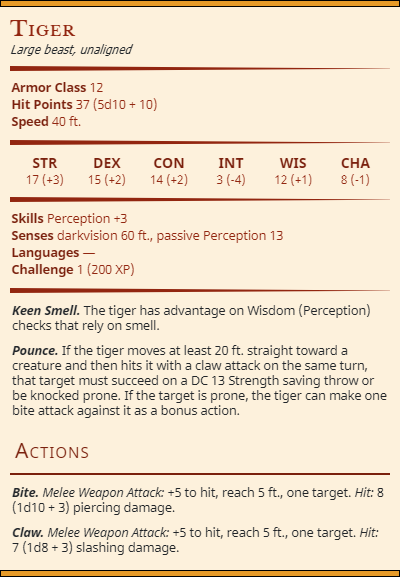 Tiger
Large beast, unaligned
Armor Class 12
Hit Points 37 (5d10 + 10)
Speed 40 ft.
STR DEX CON INT WIS CHA
17 (+3) 15 (+2) 14 (+2) 3 (-4) 12 (+1) 8 (-1)
Skills Perception +3
Senses darkvision 60 ft., passive Perception 13
Languages —
Challenge 1 (200 XP)
Keen Smell. The tiger has advantage on Wisdom (Perception)
checks that rely on smell.
Pounce. If the tiger moves at least 20 ft. straight toward a
creature and then hits it with a claw attack on the same turn,
that target must succeed on a DC 13 Strength saving throw or
be knocked prone. If the target is prone, the tiger can make one
bite attack against it as a bonus action.
Actions
Bite. Melee Weapon Attack: +5 to hit, reach 5 ft., one target. Hit: 8
(1d10 + 3) piercing damage.
Claw. Melee Weapon Attack: +5 to hit, reach 5 ft., one target. Hit:
7 (1d8 + 3) slashing damage.